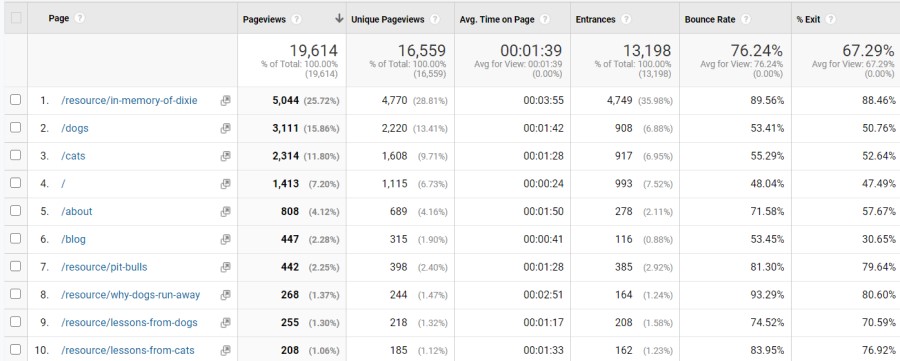 Page Pageviews Unique Pageviews Avg. Time on Page Entrances Bounce Rate % Exit
19,614 16,559 00:01:39 13,198 76.24% 67.29%
% of Total: 100.00% % of Total: 100.00% Avg for View: 00:01:39 % of Total: 100.00% Avg for View: 76.24% Avg for View: 67.29%
(19,614) (16,559) (0.00%) (13,198) (0.00%) (0.00%)
1. /resource/in-memory-of-dixie 5,044 (25.72%) 4,770 (28.81%) 00:03:55 4,749 (35.98%) 89.56% 88.46%
2. /dogs 3,111 (15.86%) 2,220 (13.41%) 00:01:42 908 (6.88%) 53.41% 50.76%
3. /cats 2,314 (11.80%) 1,608 (9.71%) 00:01:28 917 (6.95%) 55.29% 52.64%
4. / 1,413 (7.20%) 1,115 (6.73%) 00:00:24 993 (7.52%) 48.04% 47.49%
5. /about 808 (4.12%) 689 (4.16%) 00:01:50 278 (2.11%) 71.58% 57.67%
6. /blog 447 (2.28%) 315 (1.90%) 00:00:41 116 (0.88%) 53.45% 30.65%
7. /resource/pit-bulls 442 (2.25%) 398 (2.40%) 00:01:28 385 (2.92%) 81.30% 79.64%
8. /resource/why-dogs-run-away 268 (1.37%) 244 (1.47%) 00:02:51 164 (1.24%) 93.29% 80.60%
9. /resource/lessons-from-dogs 255 (1.30%) 218 (1.32%) 00:01:17 208 (1.58%) 74.52% 70.59%
10. /resource/lessons-from-cats 208 (1.06%) 185 (1.12%) 00:01:33 162 (1.23%) 83.95% 76.92%